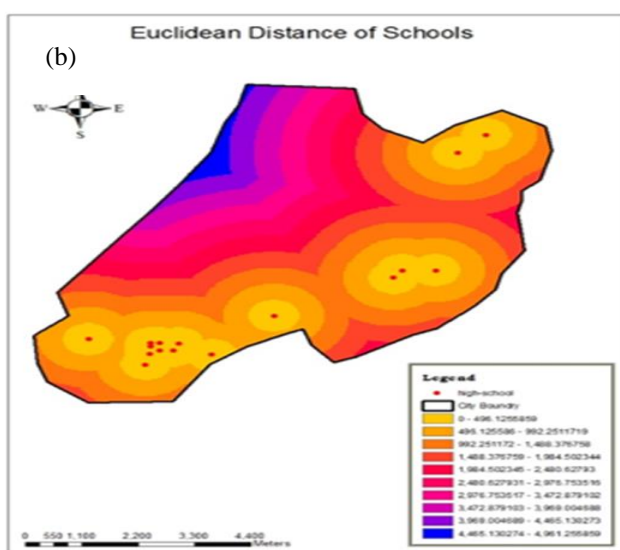 Euclidean Distance of Schools
(b)
W E
S
Legend
high-school
City Boundry
0 - 496.1255859
496.125586 - 992.2511719
992.251172 - 1,488.376758
1,488.376759 - 1,984.502344
1,984.502345 - 2,480.62793
2,480.627931 - 2,976.753516
2,976.753517 - 3,472.879102
3,472.879103 - 3,969.004688
3,969.004689 - 4,465.130273
4,465.130274 - 4,961.255859
0 550 1,100 2,200 3,300 4,400
Meters